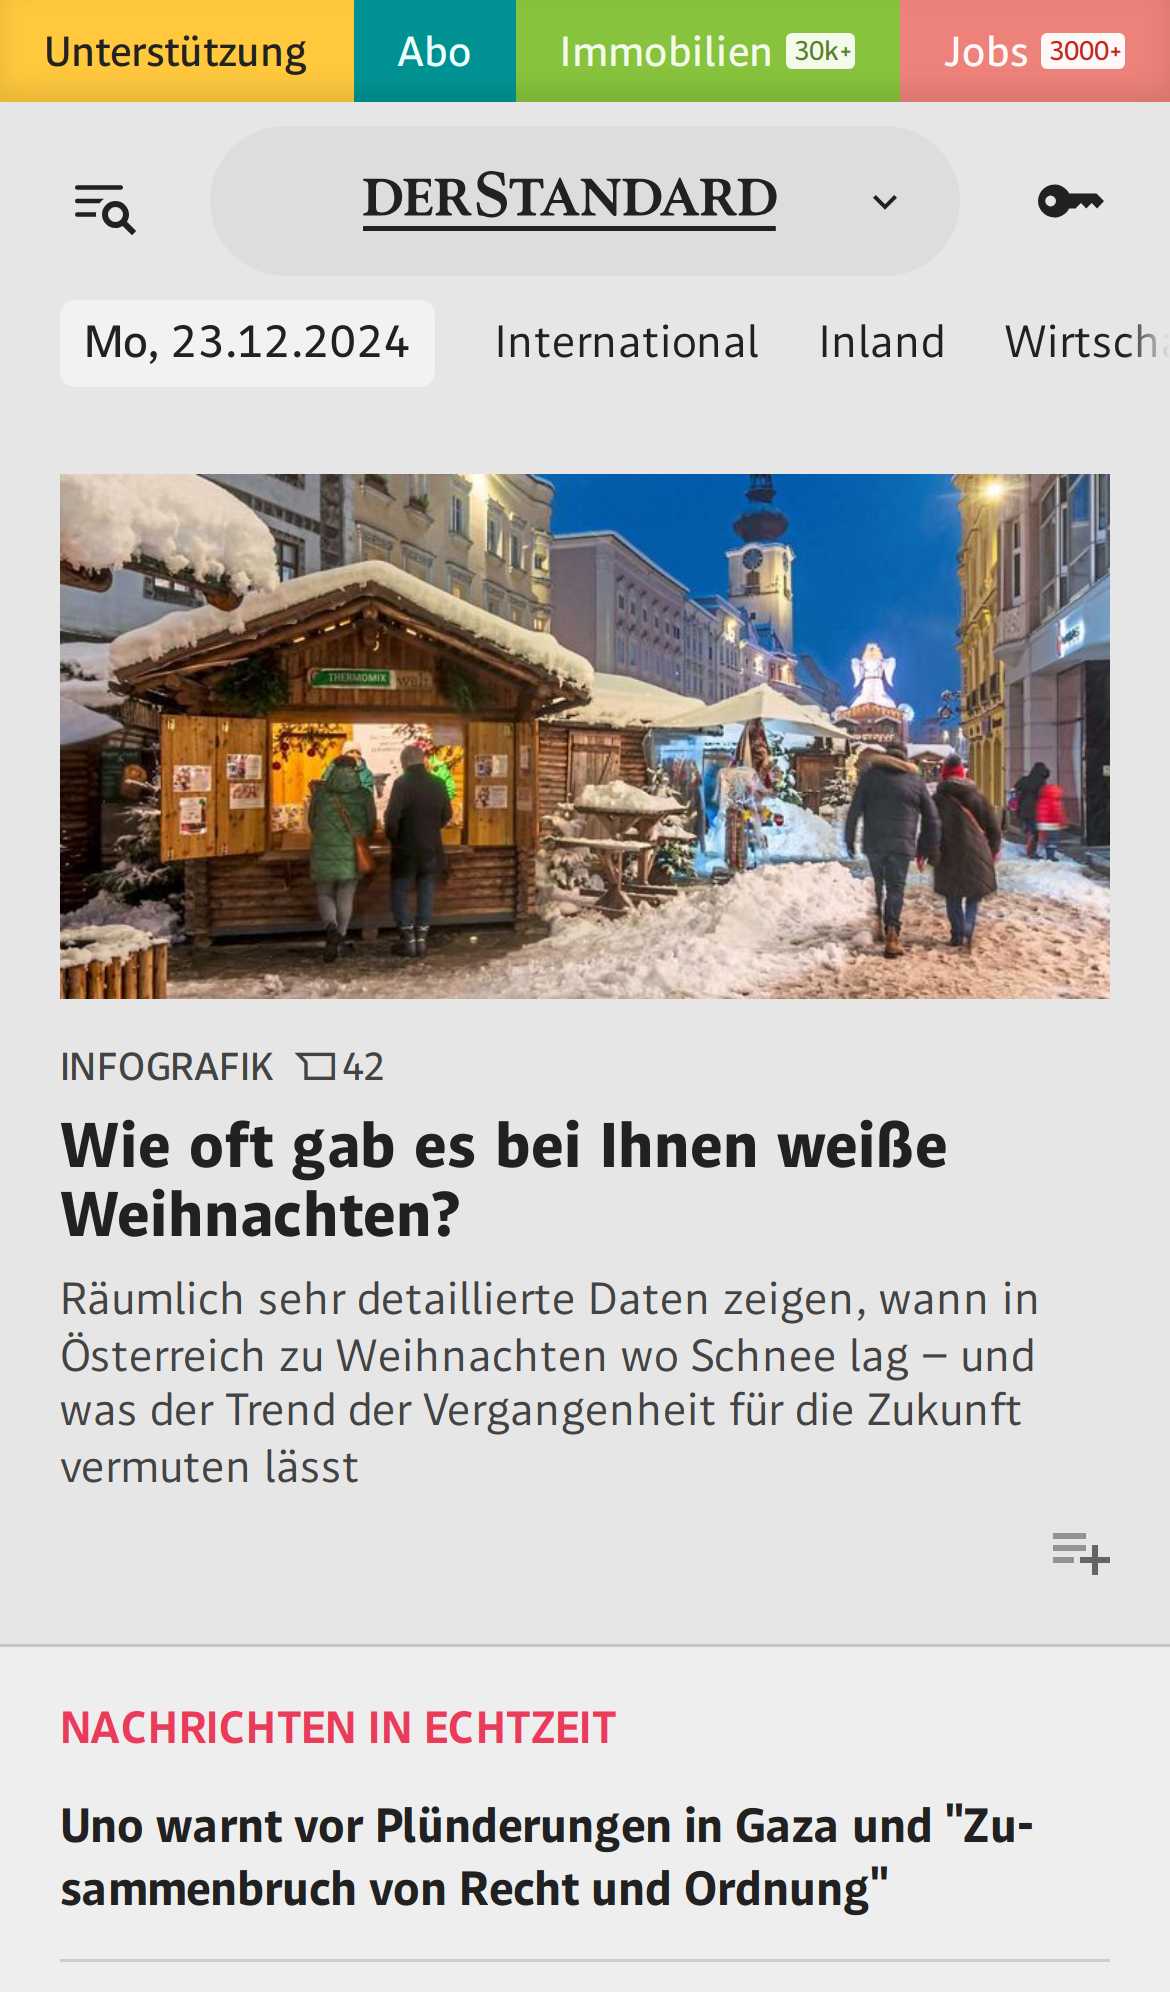 Unterstützung Abo Immobilien 30k+ Jobs 3000+
DERSTANDARD
Mo, 23.12.2024 International Inland Wirtscha
THERMOMIX
INFOGRAFIK 42
Wie oft gab es bei Ihnen weiße
Weihnachten?
Räumlich sehr detaillierte Daten zeigen, wann in
Österreich zu Weihnachten wo Schnee lag – und
was der Trend der Vergangenheit für die Zukunft
vermuten lässt
NACHRICHTEN IN ECHTZEIT
Uno warnt vor Plünderungen in Gaza und "Zu-
sammenbruch von Recht und Ordnung"